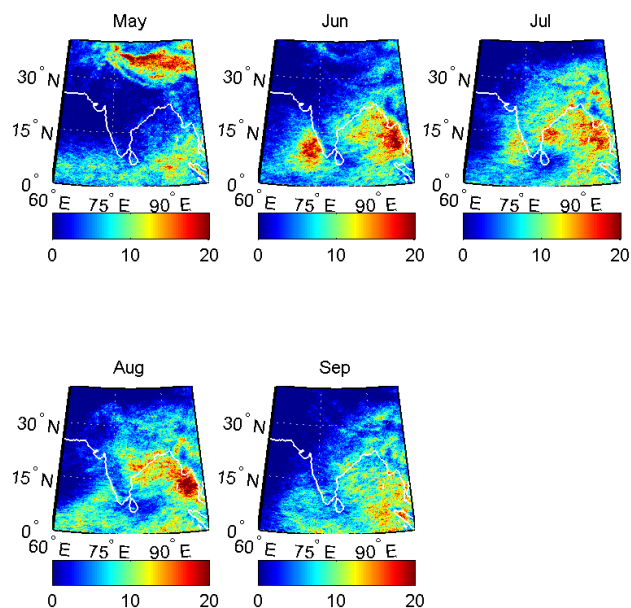 May Jun Jul
30° N 30° N 30° N
15° 15° 15°
0° 0° 0°
60° E 75° E 90° E 60° E 75° E 90° E 60° E 75° E 90° E
0 10 20 0 10 20 0 10 20
Aug Sep
30° N 30° N
15° 15°
0° 0°
60° E 75° E 90° E 60° E 75° E 90° E
0 10 20 0 10 20